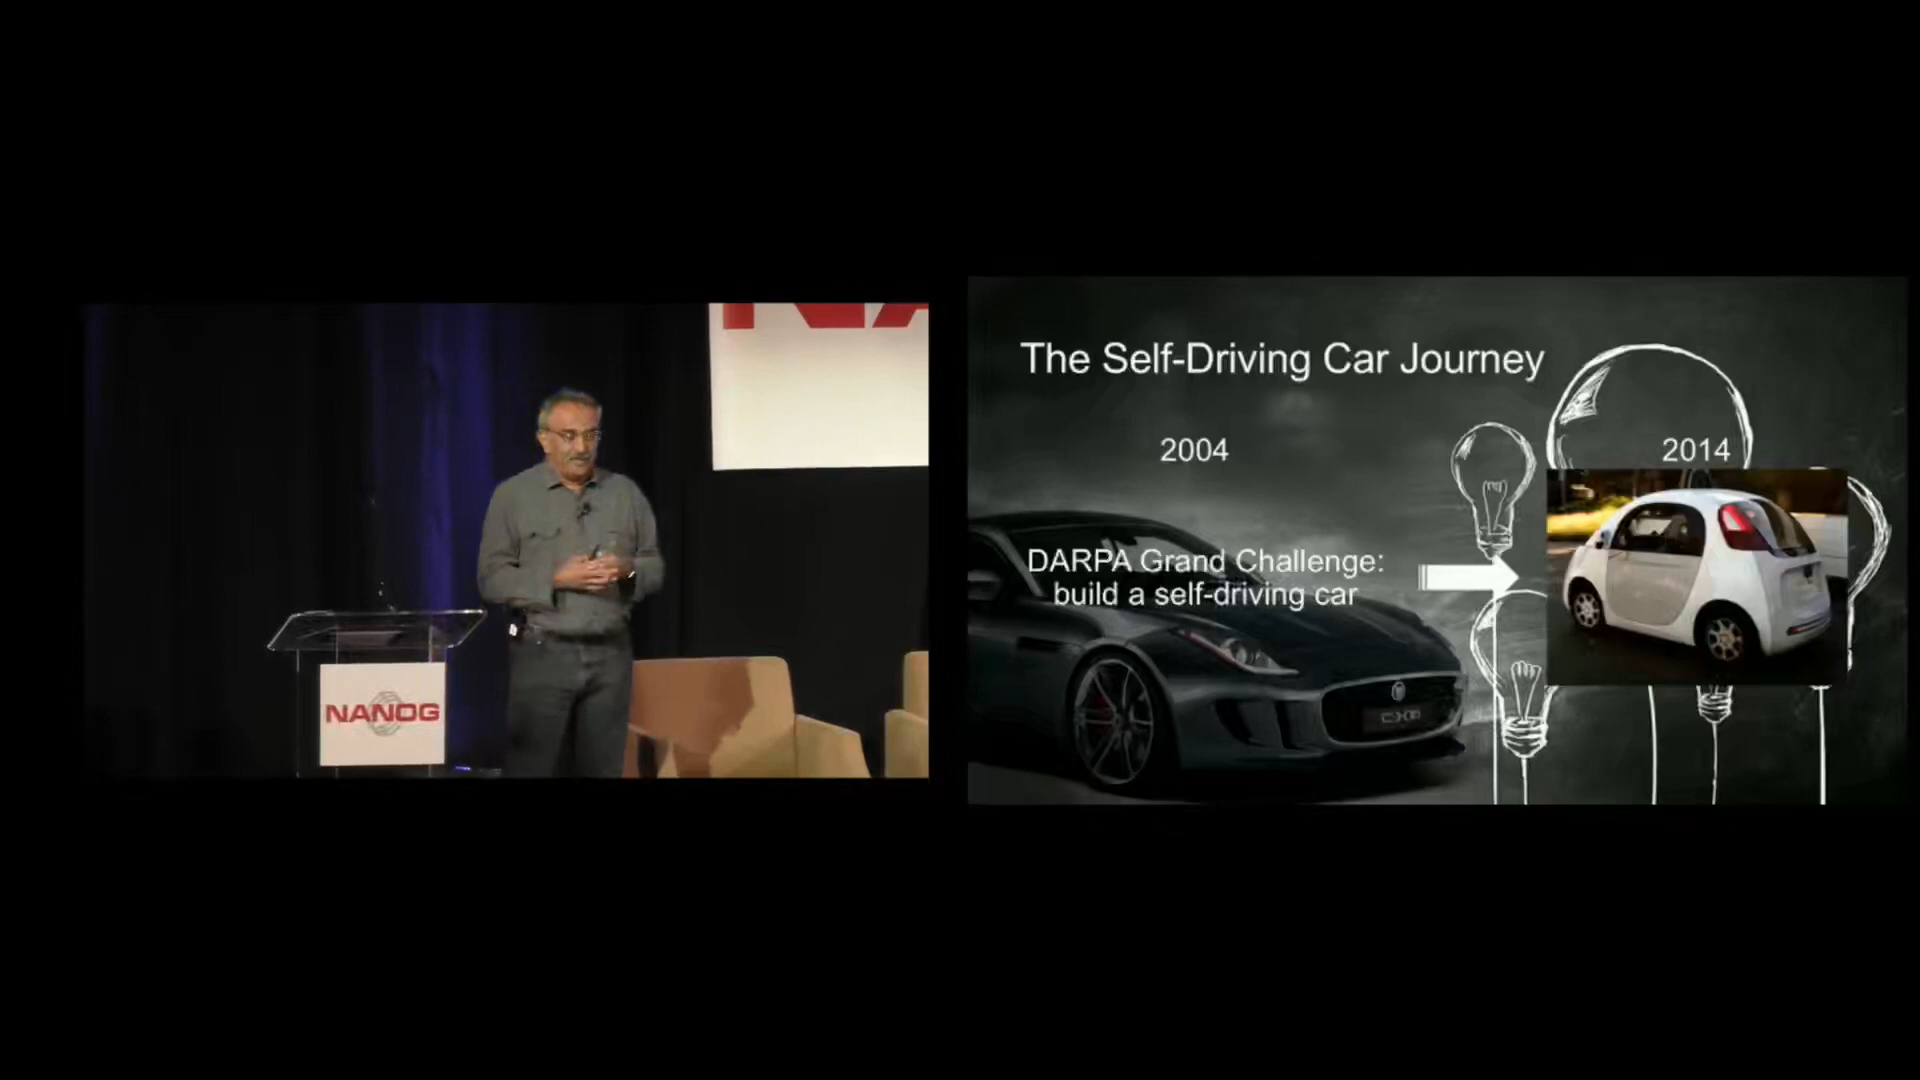 NANOG
The Self-Driving Car Journey
2004
2014
DARPA Grand Challenge:
build a self-driving car